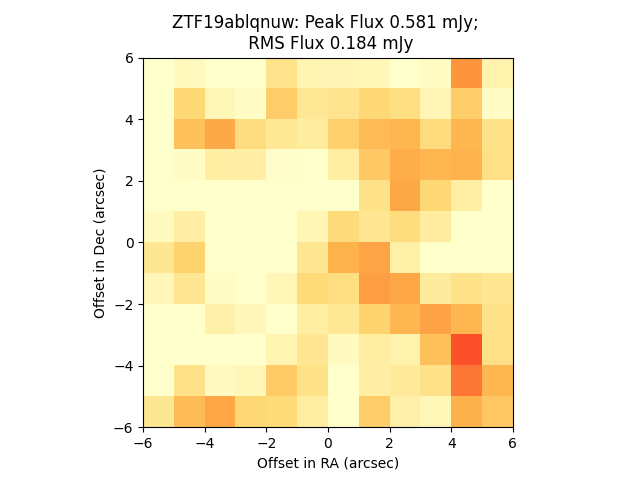 ZTF19ablqnuw: Peak Flux 0.581 mJy;
RMS Flux 0.184 mJy
6
4
2
0
−2
−4
−6
Offset in Dec (arcsec)
−6 −4 −2 0 2 4 6
Offset in RA (arcsec)